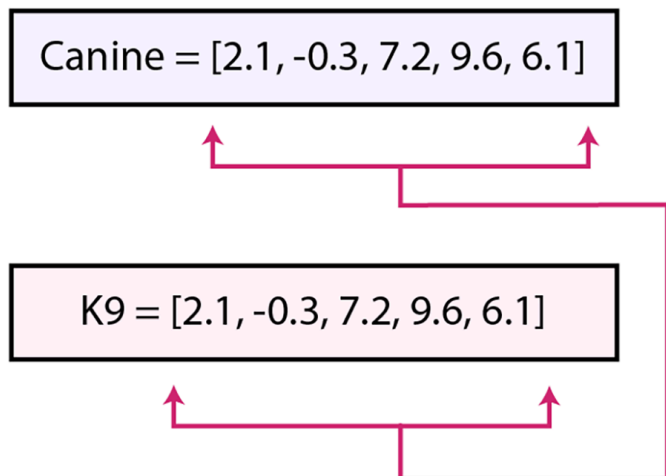 Canine = [2.1, -0.3, 7.2, 9.6, 6.1]
K9 = [2.1, -0.3, 7.2, 9.6, 6.1]